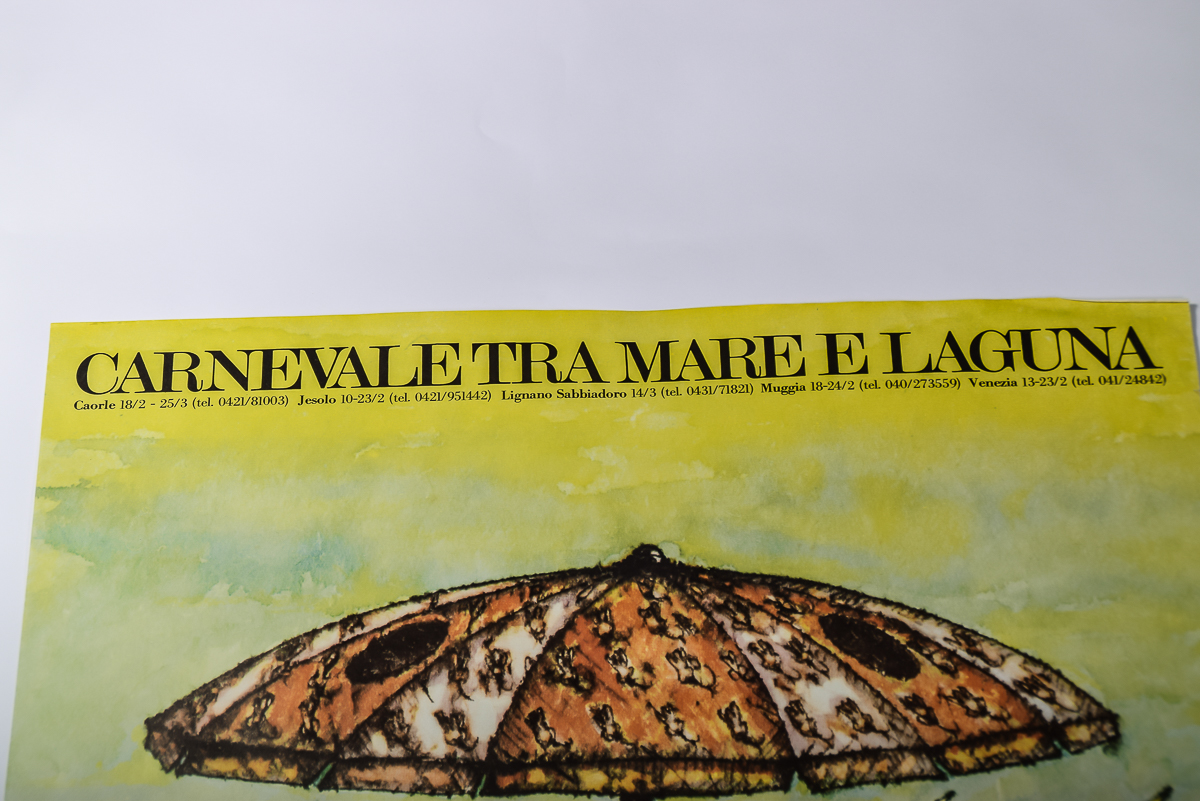 CARNEVALE TRA MARE E LAGUNA
Caorle 18/2 - 25/3 (tel. 0421/81003) Jesolo 10-23/2 (tel. 0421/951442) Lignano Sabbiadoro 14/3 (tel. 0431/71821) Muggia 18-24/2 (tel. 040/273559) Venezia 13-23/2 (tel. 041/24842)